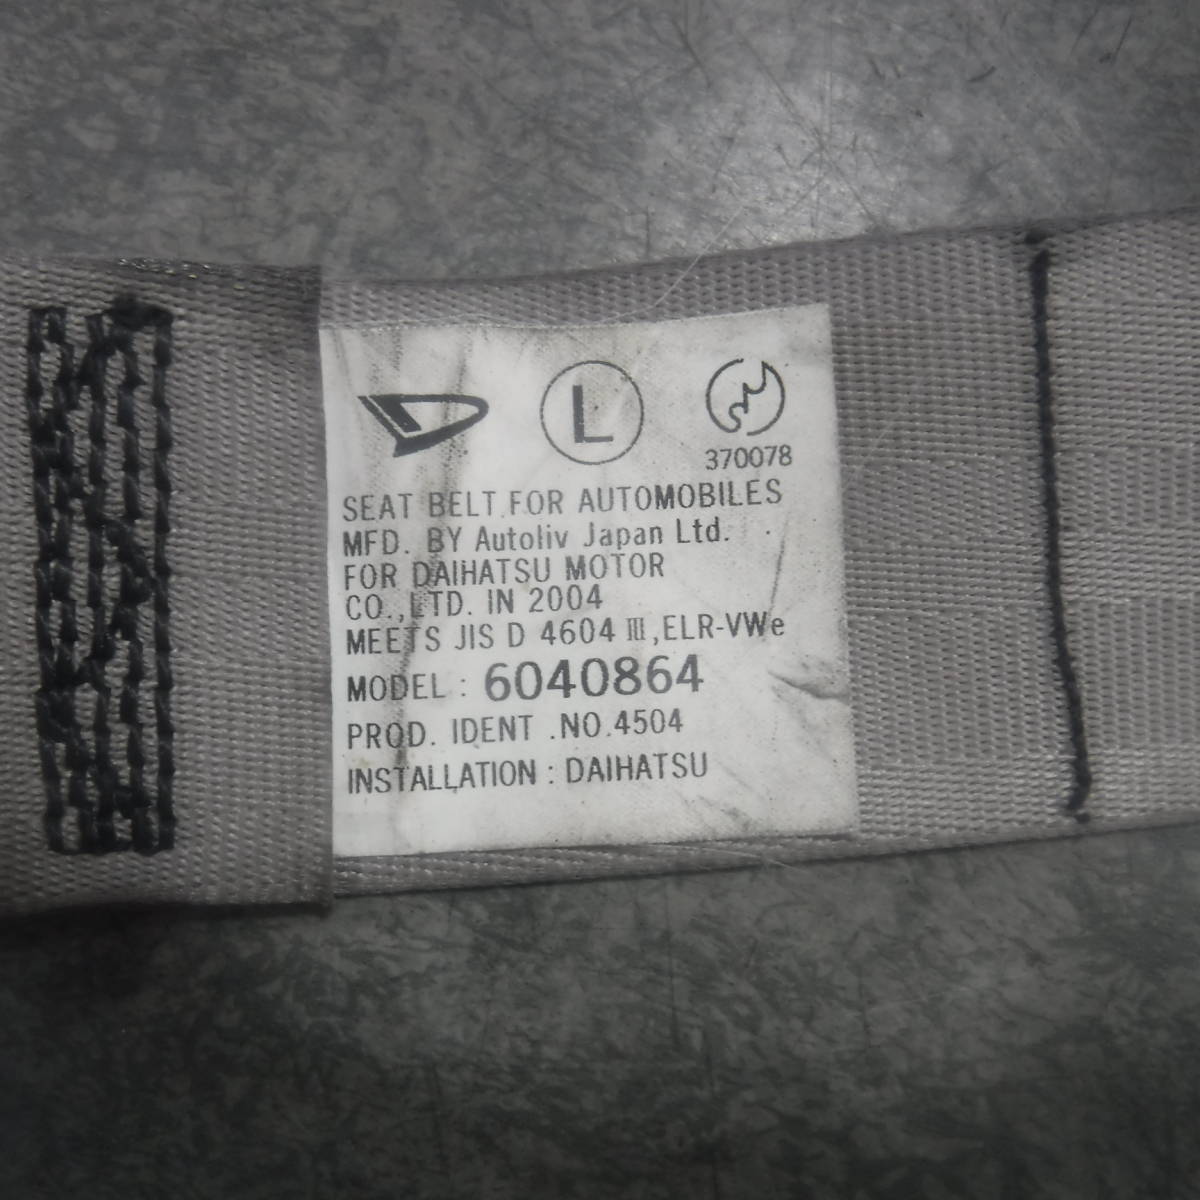 L
370078
SEAT BELT FOR AUTOMOBILES
MFD. BY Autoliv Japan Ltd.
FOR DAIHATSU MOTOR
CO.,LTD. IN 2004
MEETS JIS D 4604 Ⅲ,ELR-VWe
MODEL : 6040864
PROD. IDENT .NO.4504
INSTALLATION : DAIHATSU